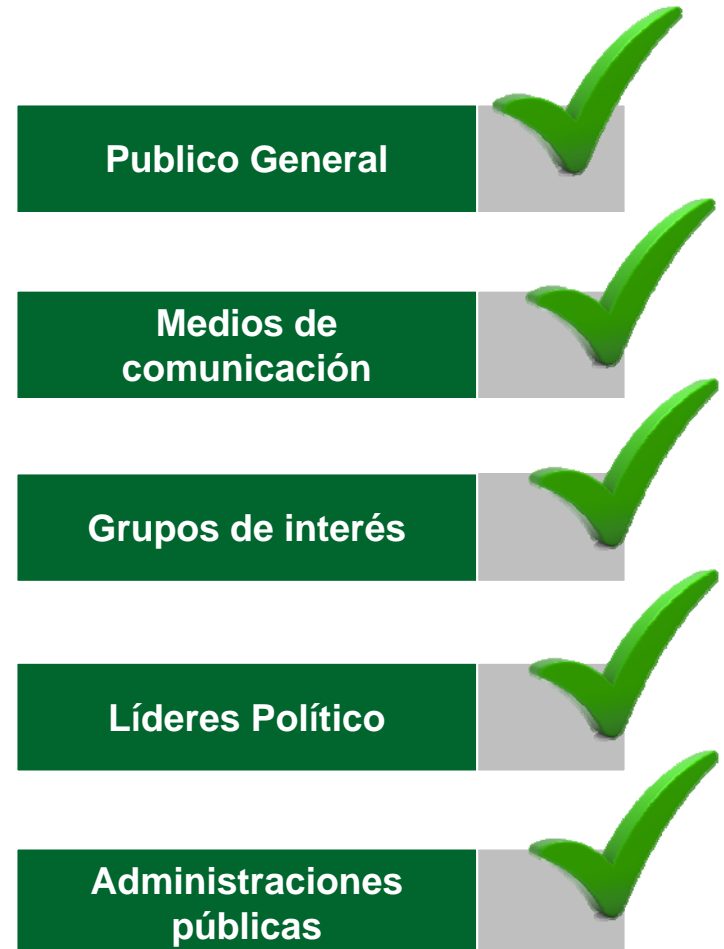 Publico General
Medios de
comunicación
Grupos de interés
Líderes Político
Administraciones
públicas